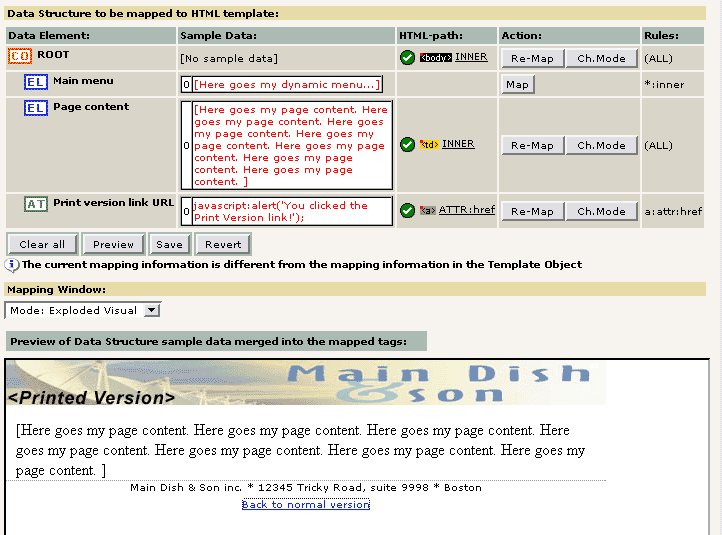 Data Structure to be mapped to HTML template:
Data Element: Sample Data: HTML-path: Action: Rules:
CO ROOT [No sample data] <body> INNER Re-Map Ch.Mode (ALL)
EL Main menu 0 [Here goes my dynamic menu...] Map *:inner
EL Page content 0 [Here goes my page content. Here
goes my page content. Here goes
my page content. Here goes my
page content. Here goes my page
content. Here goes my page
content. Here goes my page
content. ]
<td> INNER Re-Map Ch.Mode (ALL)
AT Print version link URL 0 javascript:alert('You clicked the
Print Version link!');
<a> ATTR:href Re-Map Ch.Mode a:attr:href
Clear all Preview Save Revert
The current mapping information is different from the mapping information in the Template Object
Mapping Window:
Mode: Exploded Visual
Preview of Data Structure sample data merged into the mapped tags:
Main Dish
& son
<Printed Version>
[Here goes my page content. Here goes my page content. Here goes my page content. Here
goes my page content. Here goes my page content. Here goes my page content. Here goes my
page content. ]
Main Dish & Son inc. * 12345 Tricky Road, suite 9998 * Boston
Back to normal version